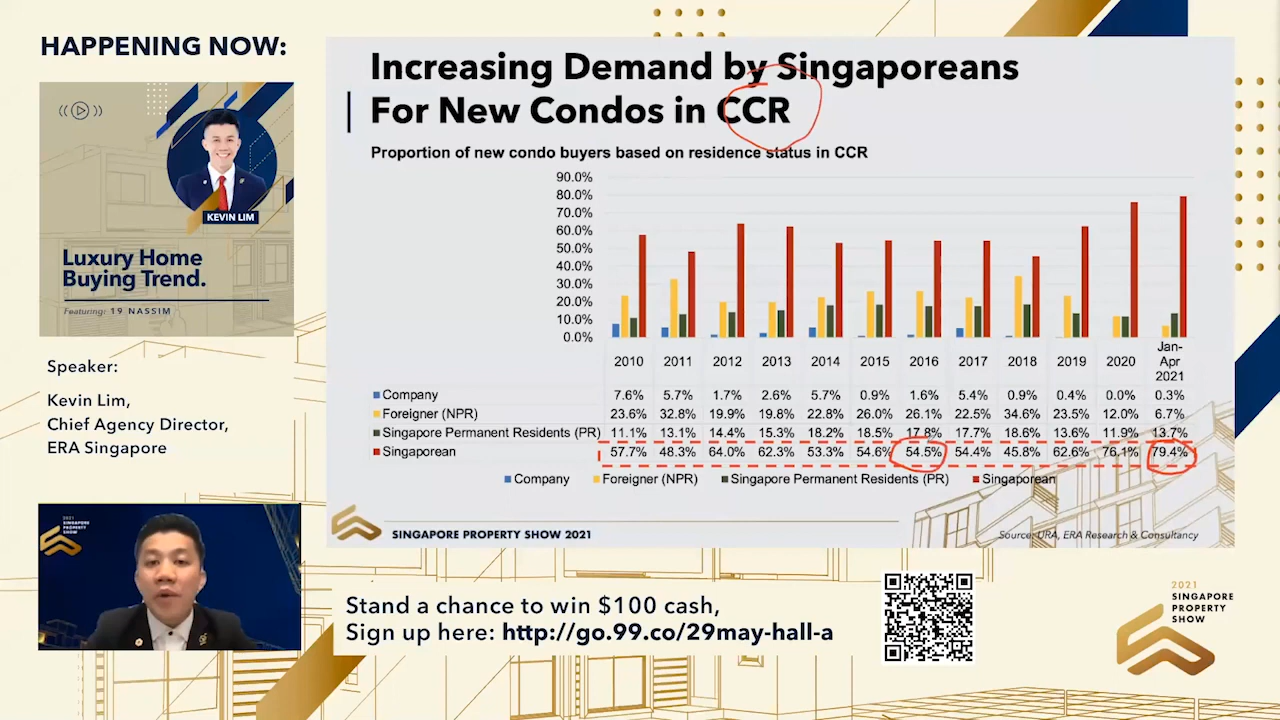 HAPPENING NOW:
KEVIN LIM
Luxury Home
Buying Trend.
Featuring: 19 NASSIM
Speaker:
Kevin Lim,
Chief Agency Director,
ERA Singapore
2021
SINGAPORE
PROPERTY
SHOW
Increasing Demand by Singaporeans
For New Condos in CCR
Proportion of new condo buyers based on residence status in CCR
90.0%
80.0%
70.0%
60.0%
50.0%
40.0%
30.0%
20.0%
10.0%
0.0%
2010 2011 2012 2013 2014 2015 2016 2017 2018 2019 2020 Jan-Apr 2021
Company 7.6% 5.7% 1.7% 2.6% 5.7% 0.9% 1.6% 5.4% 0.9% 0.4% 0.0% 0.3%
Foreigner (NPR) 23.6% 32.8% 19.9% 19.8% 22.8% 26.0% 26.1% 22.5% 34.6% 23.5% 12.0% 6.7%
Singapore Permanent Residents (PR) 11.1% 13.1% 14.4% 15.3% 18.2% 18.5% 17.8% 17.7% 18.6% 13.6% 11.9% 13.7%
Singaporean 57.7% 48.3% 64.0% 62.3% 53.3% 54.6% 54.5% 54.4% 45.8% 62.6% 76.1% 79.4%
Company Foreigner (NPR) Singapore Permanent Residents (PR) Singaporean
SINGAPORE PROPERTY SHOW 2021
Source: URA, ERA Research & Consultancy
Stand a chance to win $100 cash,
Sign up here: http://go.99.co/29may-hall-a
2021
SINGAPORE
PROPERTY
SHOW